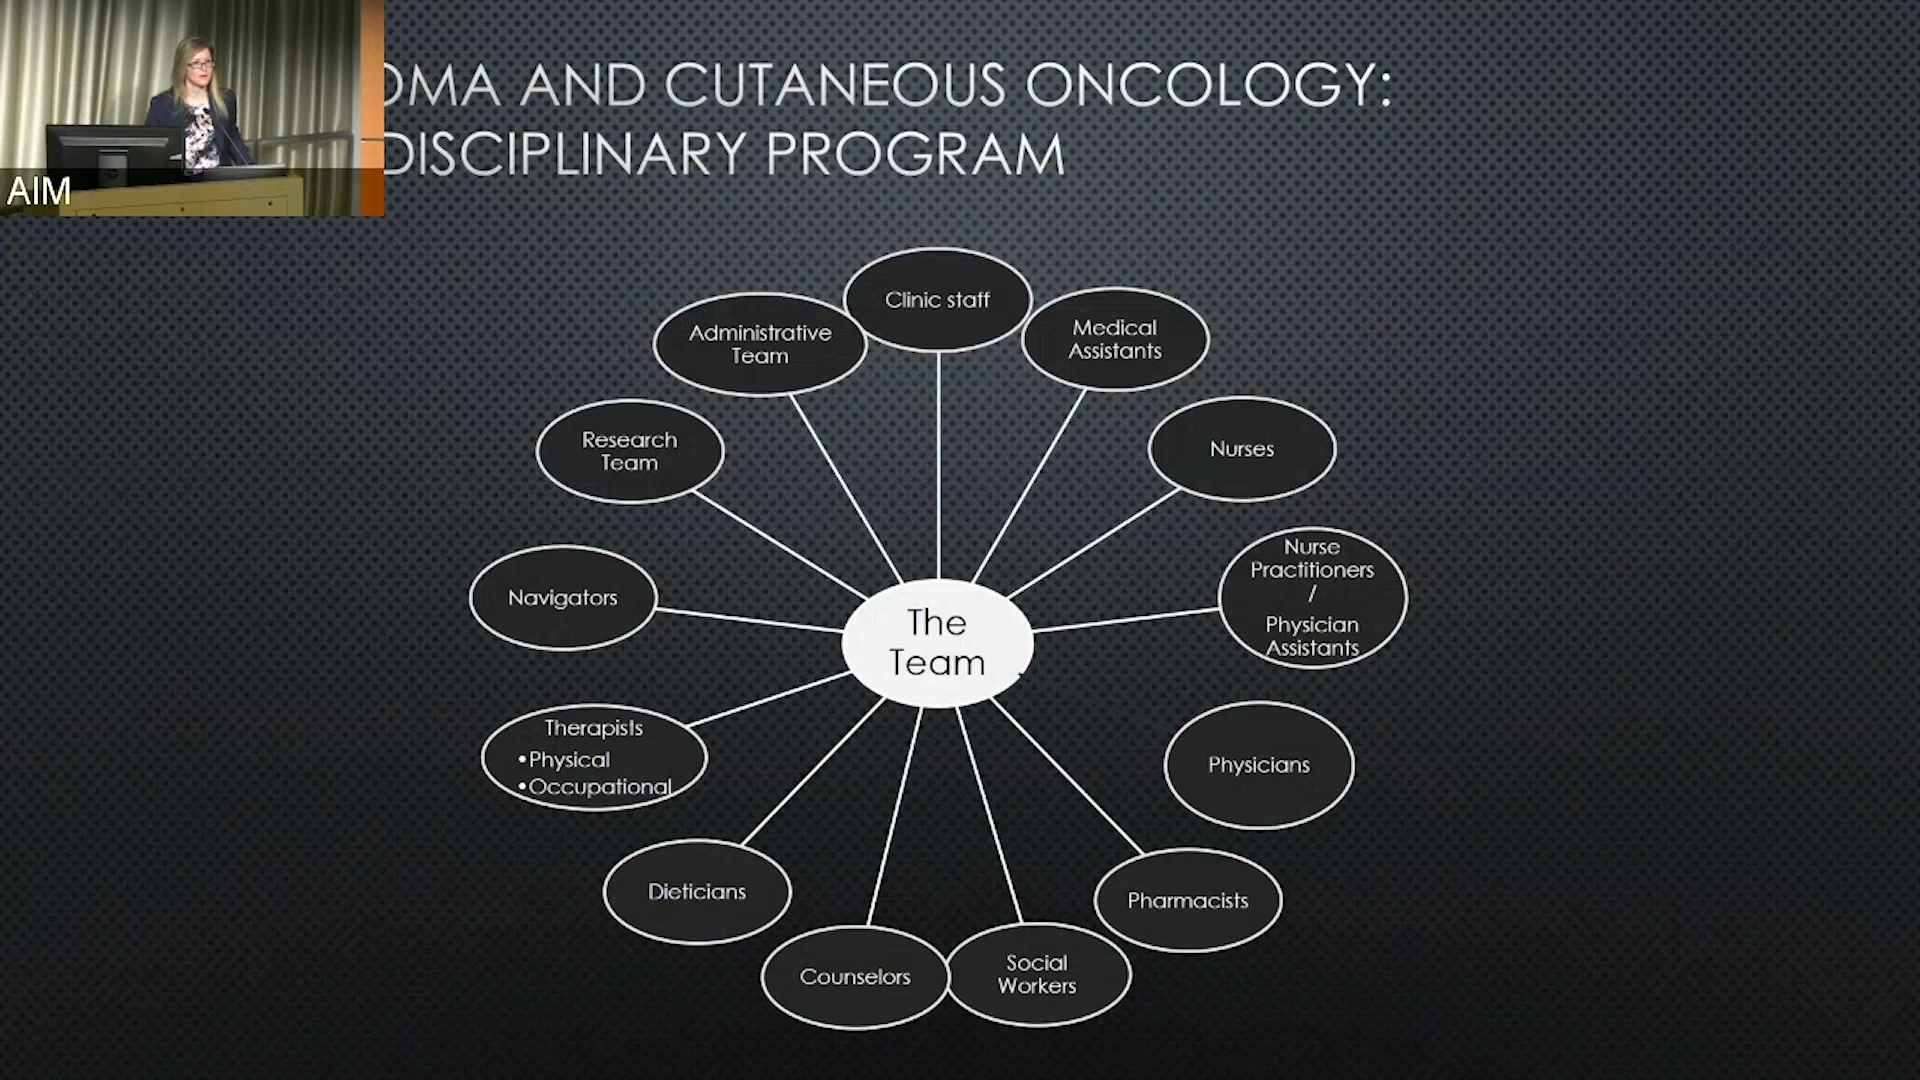 OMA AND CUTANEOUS ONCOLOGY:
DISCIPLINARY PROGRAM
AIM
Clinic staff
Administrative
Team
Medical
Assistants
Research
Team
Nurses
Navigators
Nurse
Practitioners
/
Physician
Assistants
The
Team
Therapists
•Physical
•Occupational
Physicians
Dieticians
Pharmacists
Counselors
Social
Workers